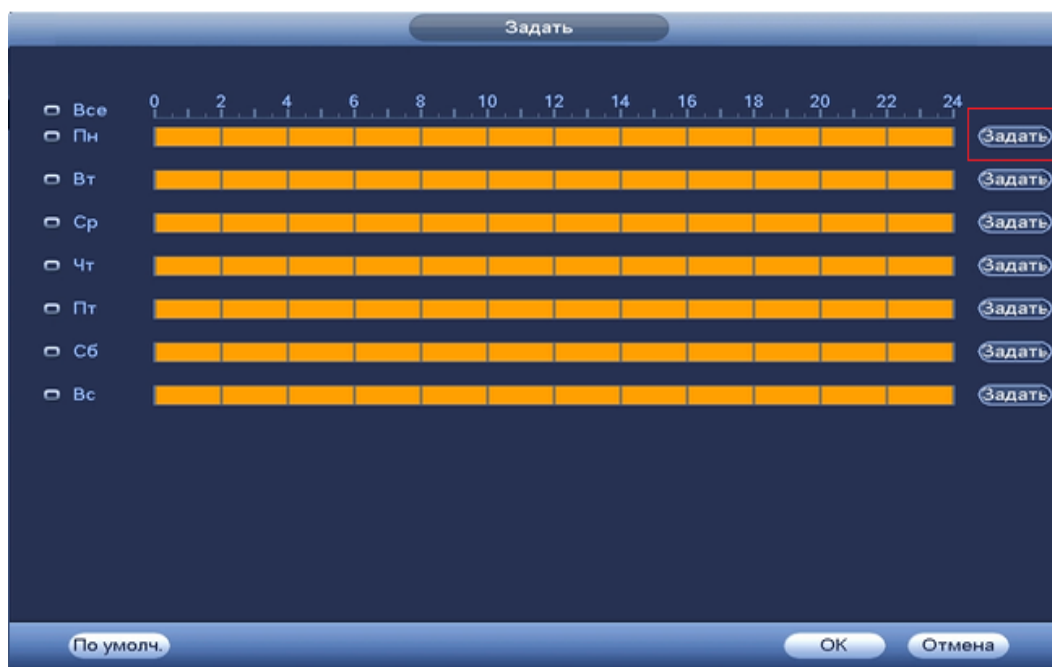 Задать
Все 0 2 4 6 8 10 12 14 16 18 20 22 24
Пн Задать
Вт Задать
Ср Задать
Чт Задать
Пт Задать
Сб Задать
Вс Задать
По умолч. OK Отмена